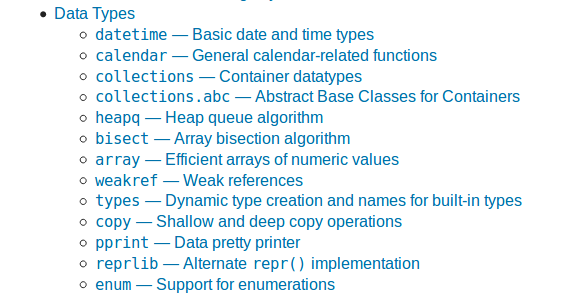 Data Types
datetime — Basic date and time types
calendar — General calendar-related functions
collections — Container datatypes
collections.abc — Abstract Base Classes for Containers
heapq — Heap queue algorithm
bisect — Array bisection algorithm
array — Efficient arrays of numeric values
weakref — Weak references
types — Dynamic type creation and names for built-in types
copy — Shallow and deep copy operations
pprint — Data pretty printer
reprlib — Alternate repr() implementation
enum — Support for enumerations